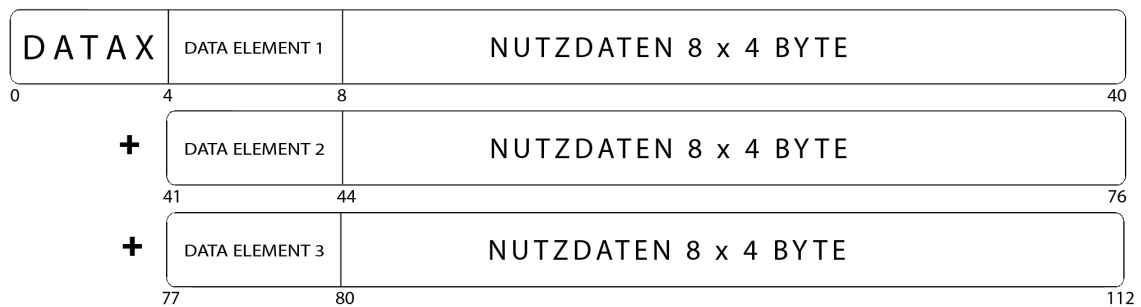 DATAX DATA ELEMENT 1 NUTZDATEN 8 x 4 BYTE
0 4 8 40
+ DATA ELEMENT 2 NUTZDATEN 8 x 4 BYTE
41 44 76
+ DATA ELEMENT 3 NUTZDATEN 8 x 4 BYTE
77 80 112